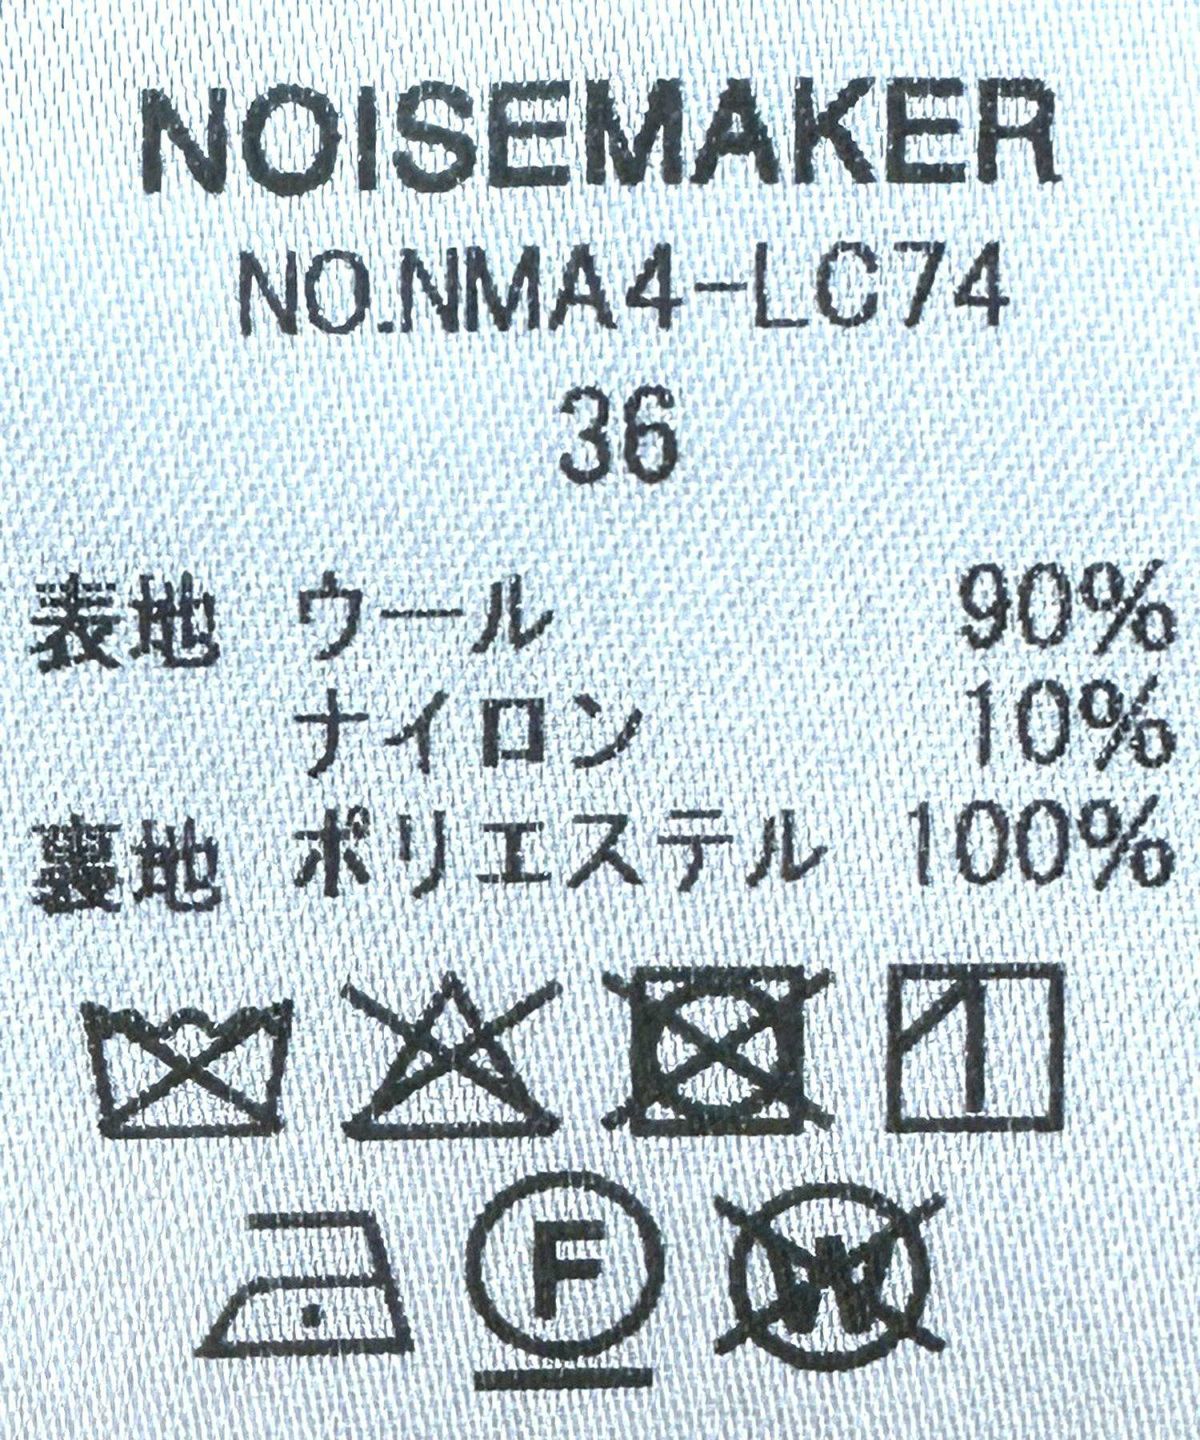 NOISEMAKER
NO.NMA4-LC74
36
表地 ウール 90%
ナイロン 10%
裏地 ポリエステル 100%
F
W